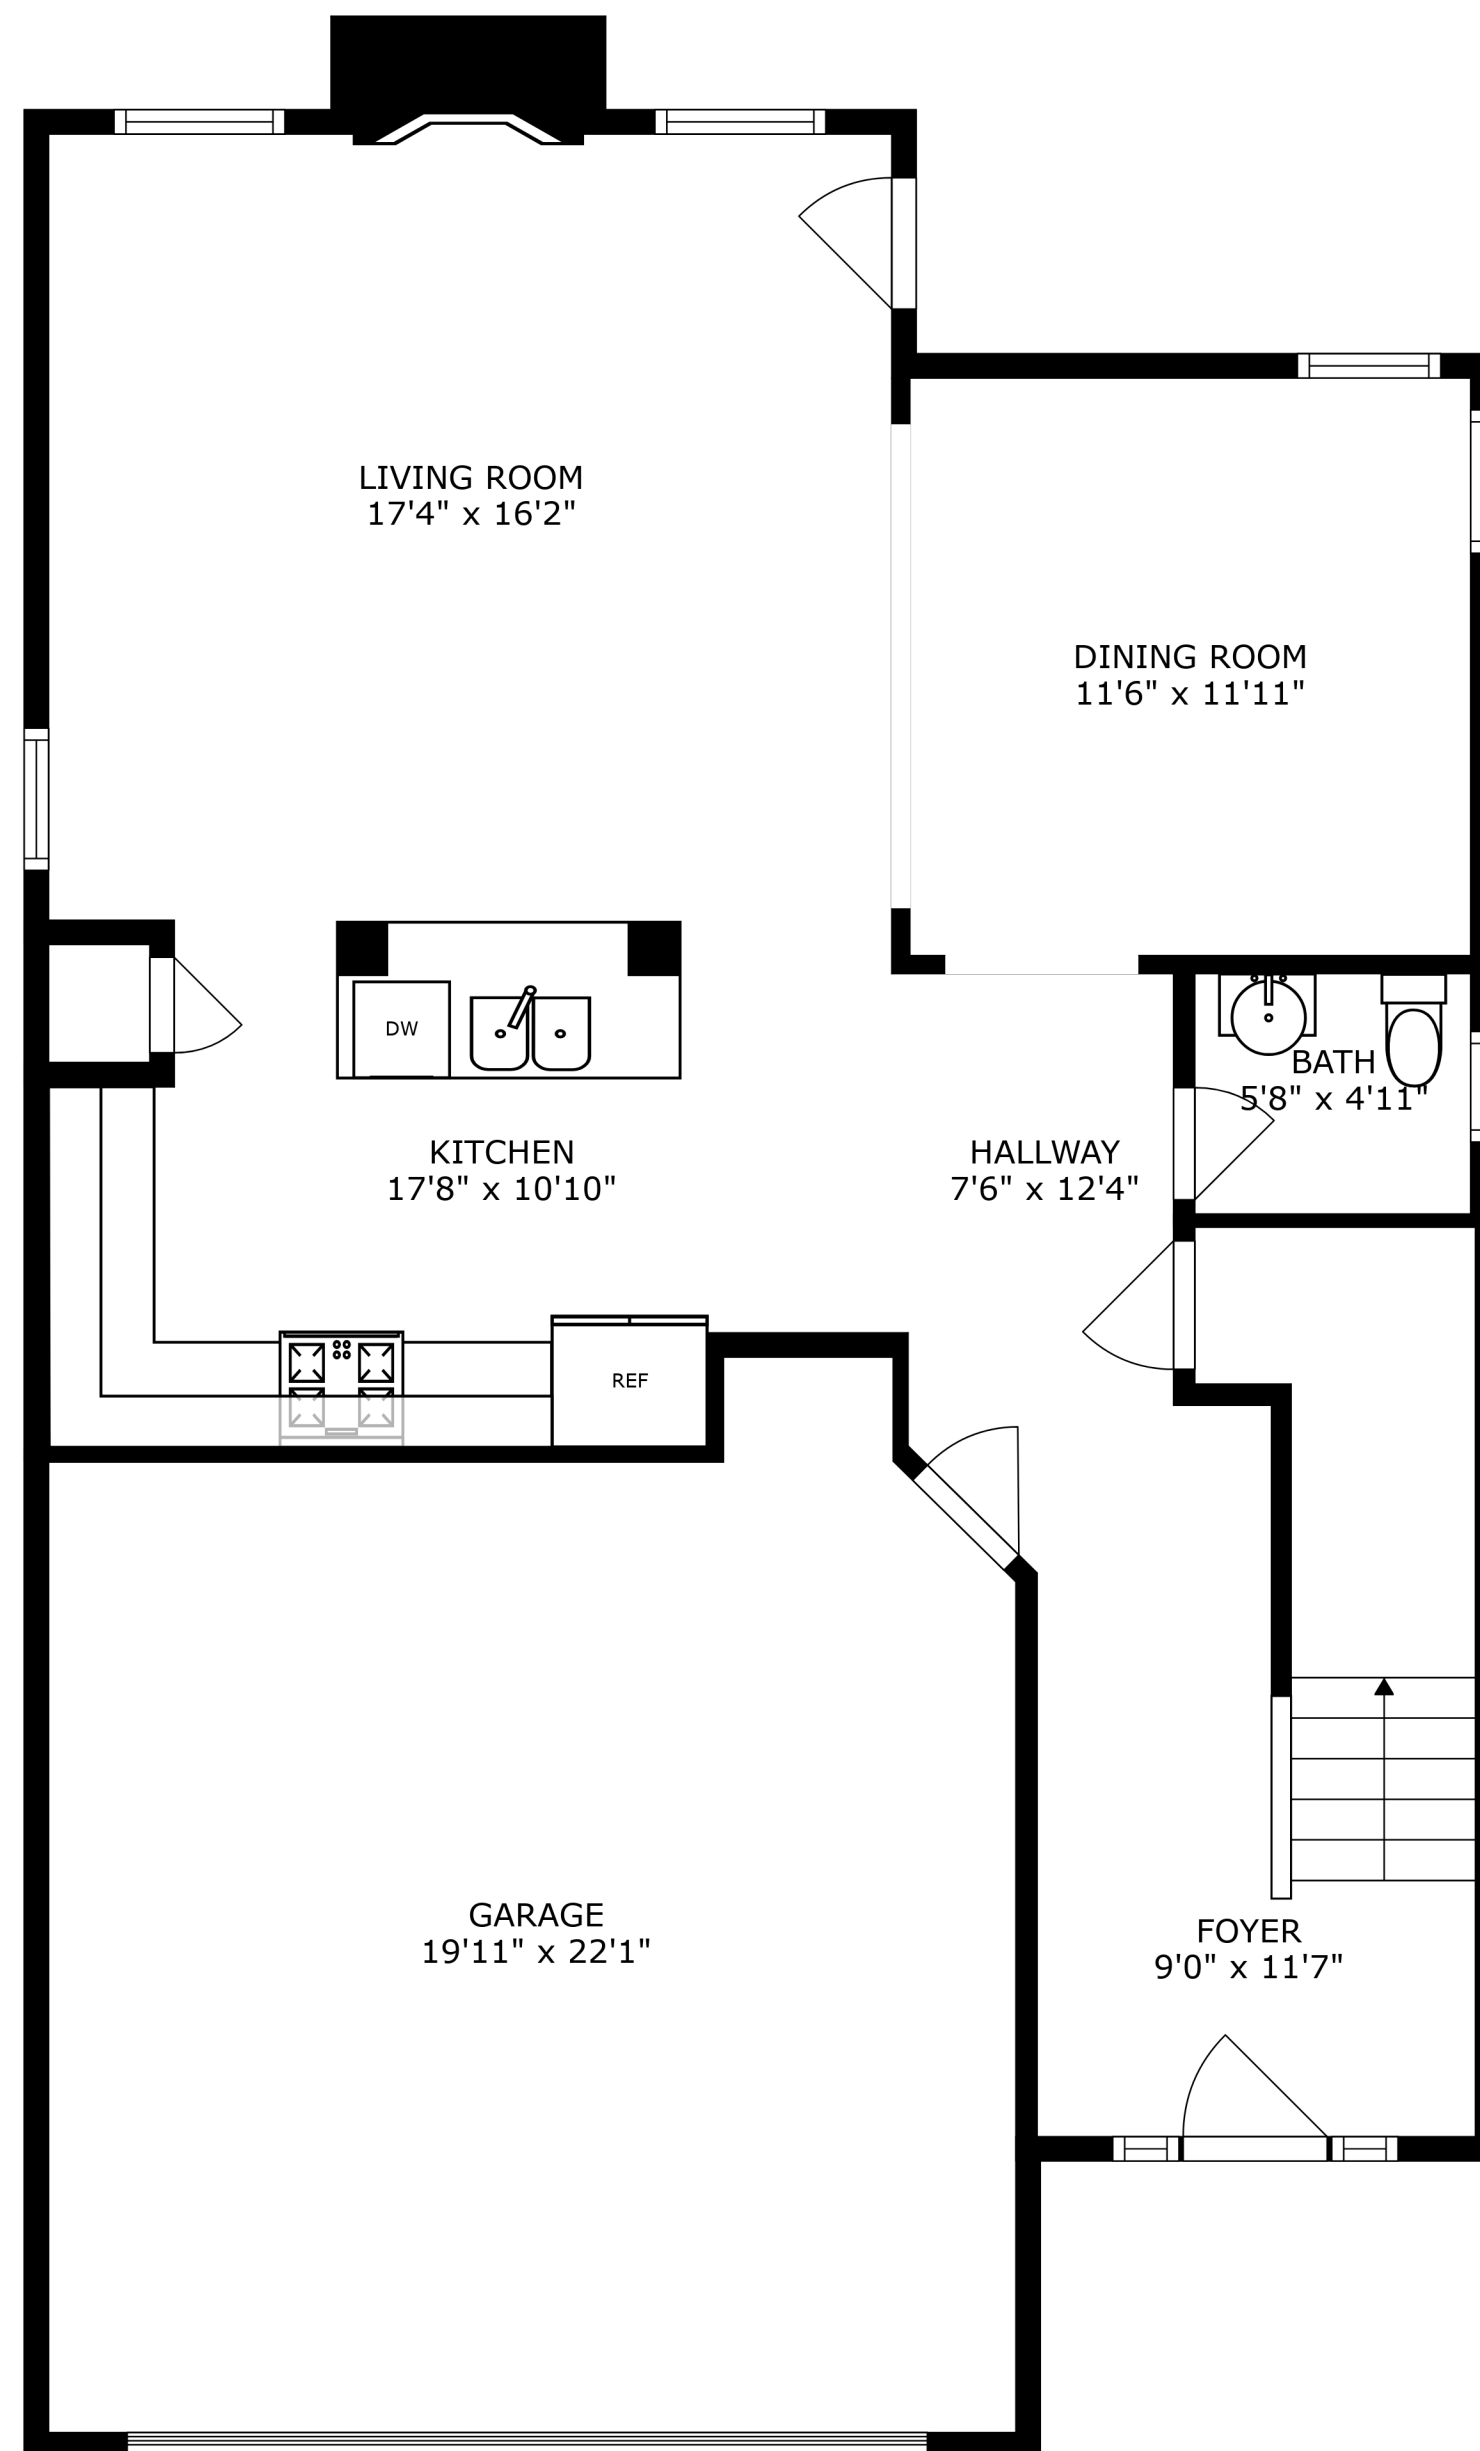 LIVING ROOM
17'4" x 16'2"
DINING ROOM
11'6" x 11'11"
DW
BATH
5'8" x 4'11"
KITCHEN
17'8" x 10'10"
HALLWAY
7'6" x 12'4"
REF
GARAGE
19'11" x 22'1"
FOYER
9'0" x 11'7"